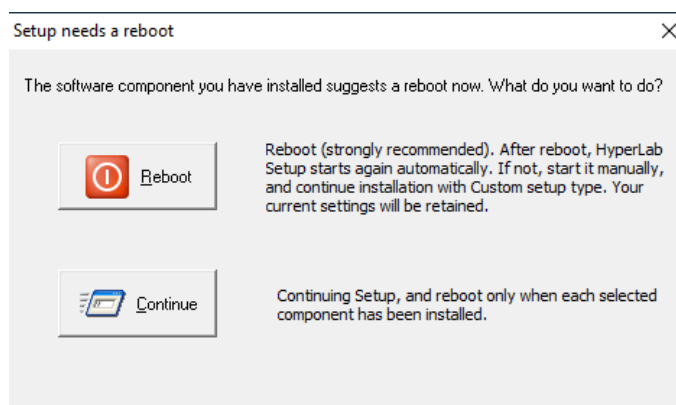 Setup needs a reboot
The software component you have installed suggests a reboot now. What do you want to do?
Reboot
Reboot (strongly recommended). After reboot, HyperLab
Setup starts again automatically. If not, start it manually,
and continue installation with Custom setup type. Your
current settings will be retained.
Continue
Continuing Setup, and reboot only when each selected
component has been installed.